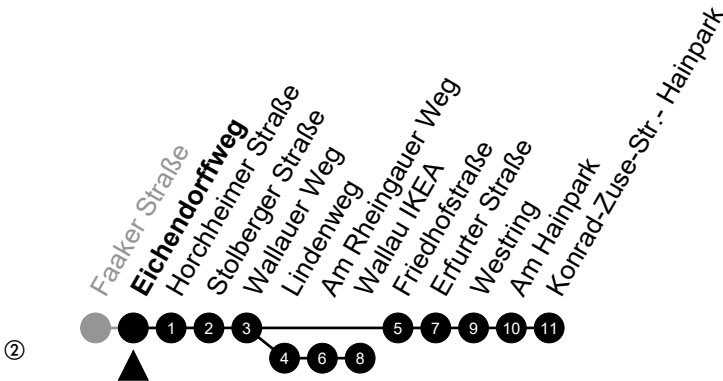 Faaker Straße
Eichendorffweg
Horchheimer Straße
Stolberger Straße
Wallauer Weg
Lindenweg
Am Rheingauer Weg
Wallau IKEA
Friedhofstraße
Erfurter Straße
Westring
Am Hainpark
Konrad-Zuse-Str.- Hainpark
1 2 3 5 7 9 10 11
② 4 6 8